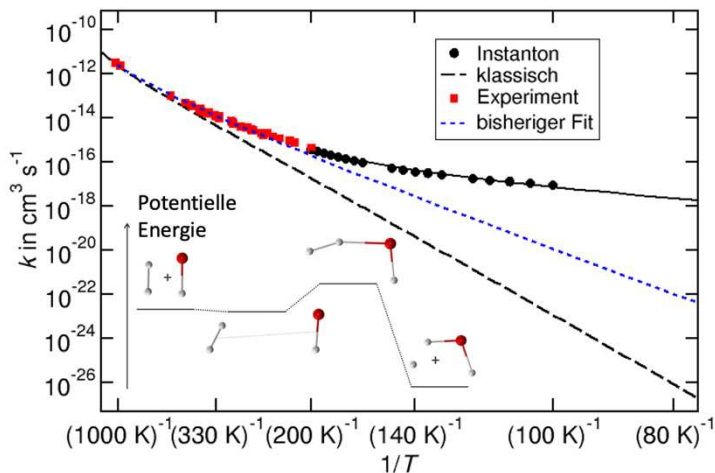 10⁻¹⁰
10⁻¹²
10⁻¹⁴
10⁻¹⁶
10⁻¹⁸
10⁻²⁰
10⁻²²
10⁻²⁴
10⁻²⁶
k in cm³ s⁻¹
Instanton
klassisch
Experiment
bisheriger Fit
Potentielle
Energie
+
+
(1000 K)⁻¹ (330 K)⁻¹ (200 K)⁻¹ (140 K)⁻¹ (100 K)⁻¹ (80 K)⁻¹
1/T